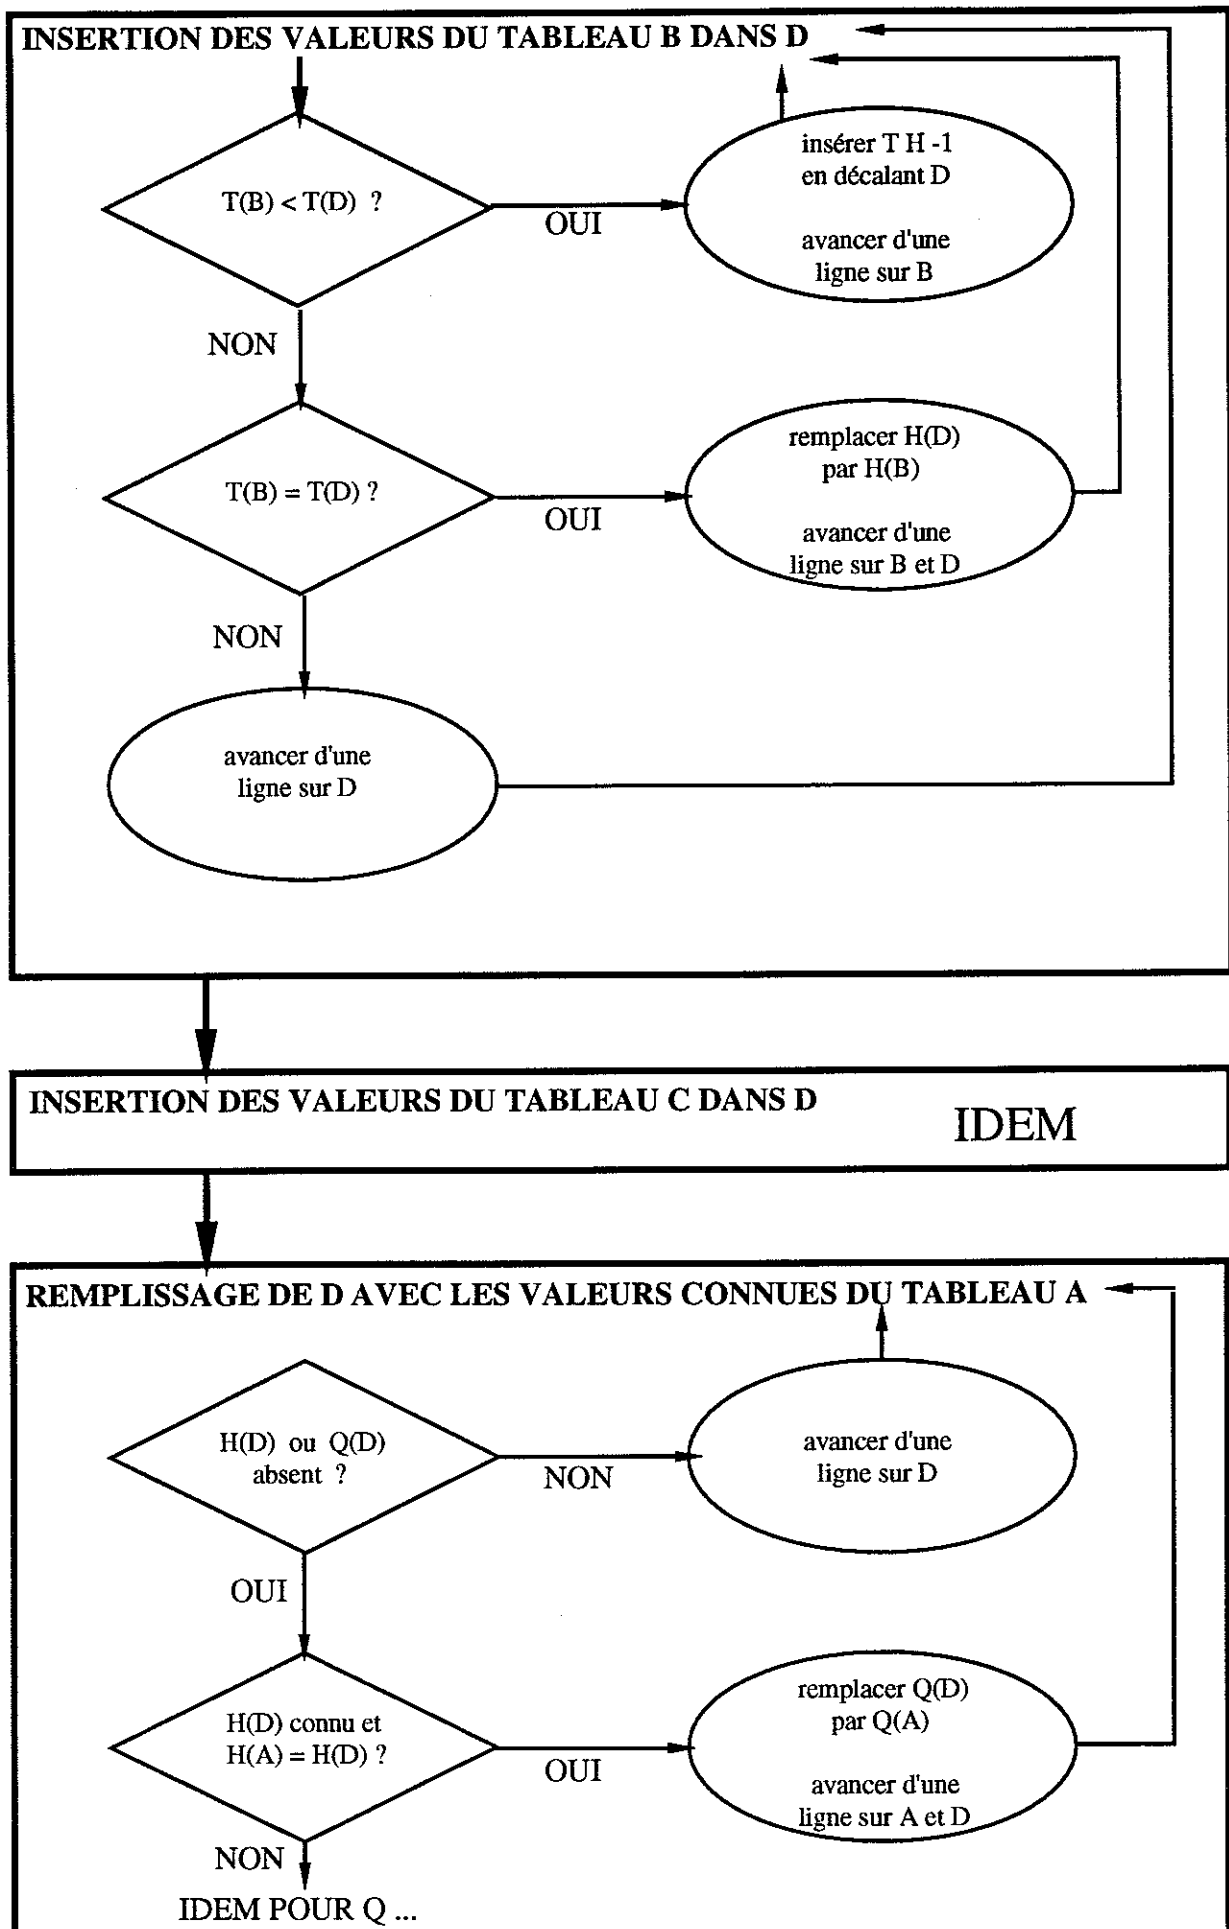 INSERTION DES VALEURS DU TABLEAU B DANS D
T(B) < T(D) ?
OUI
insérer T H -1
en décalant D
avancer d'une
ligne sur B
NON
T(B) = T(D) ?
OUI
remplacer H(D)
par H(B)
avancer d'une
ligne sur B et D
NON
avancer d'une
ligne sur D
INSERTION DES VALEURS DU TABLEAU C DANS D
IDEM
REMPLISSAGE DE D AVEC LES VALEURS CONNUES DU TABLEAU A
H(D) ou Q(D)
absent ?
NON
avancer d'une
ligne sur D
OUI
H(D) connu et
H(A) = H(D) ?
OUI
remplacer Q(D)
par Q(A)
avancer d'une
ligne sur A et D
NON
IDEM POUR Q ...